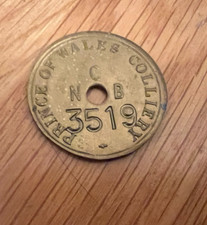 PRINCE OF WALES COLLIERY
C
N B
3519